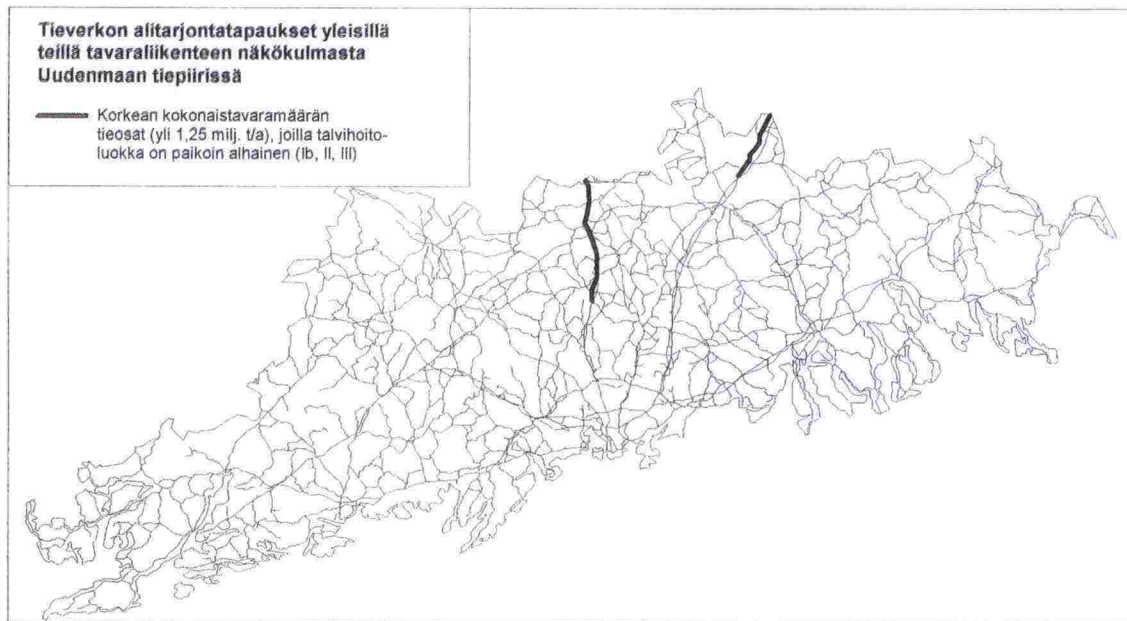 Tieverkon alitarjontatapaukset yleisillä
teillä tavaraliikenteen näkökulmasta
Uudenmaan tiepiirissä
Korkean kokonaistavaramäärän
tieosat (yli 1,25 milj. t/a), joilla talvihoito-
luokka on paikoin alhainen (Ib, II, III)